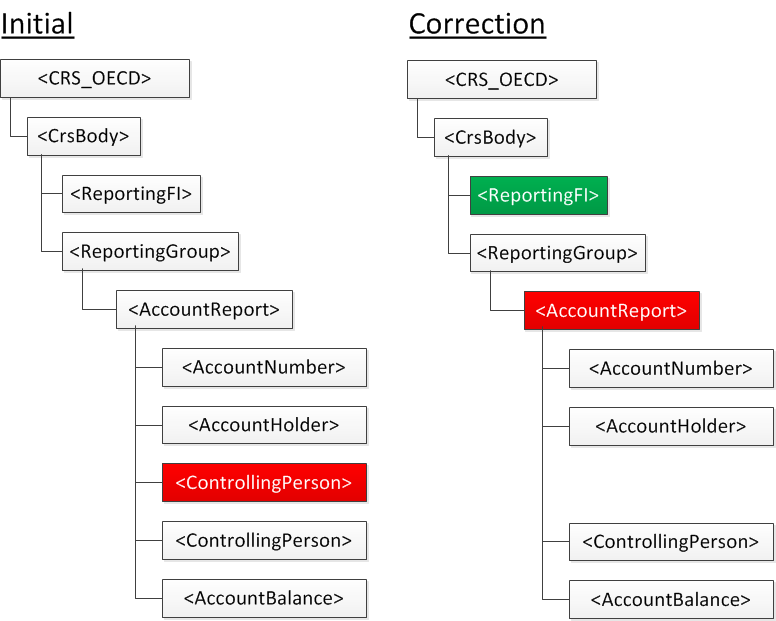 Initial
<CRS_OECD>
<CrsBody>
<ReportingFI>
<ReportingGroup>
<AccountReport>
<AccountNumber>
<AccountHolder>
<ControllingPerson>
<ControllingPerson>
<AccountBalance>
Correction
<CRS_OECD>
<CrsBody>
<ReportingFI>
<ReportingGroup>
<AccountReport>
<AccountNumber>
<AccountHolder>
<ControllingPerson>
<AccountBalance>